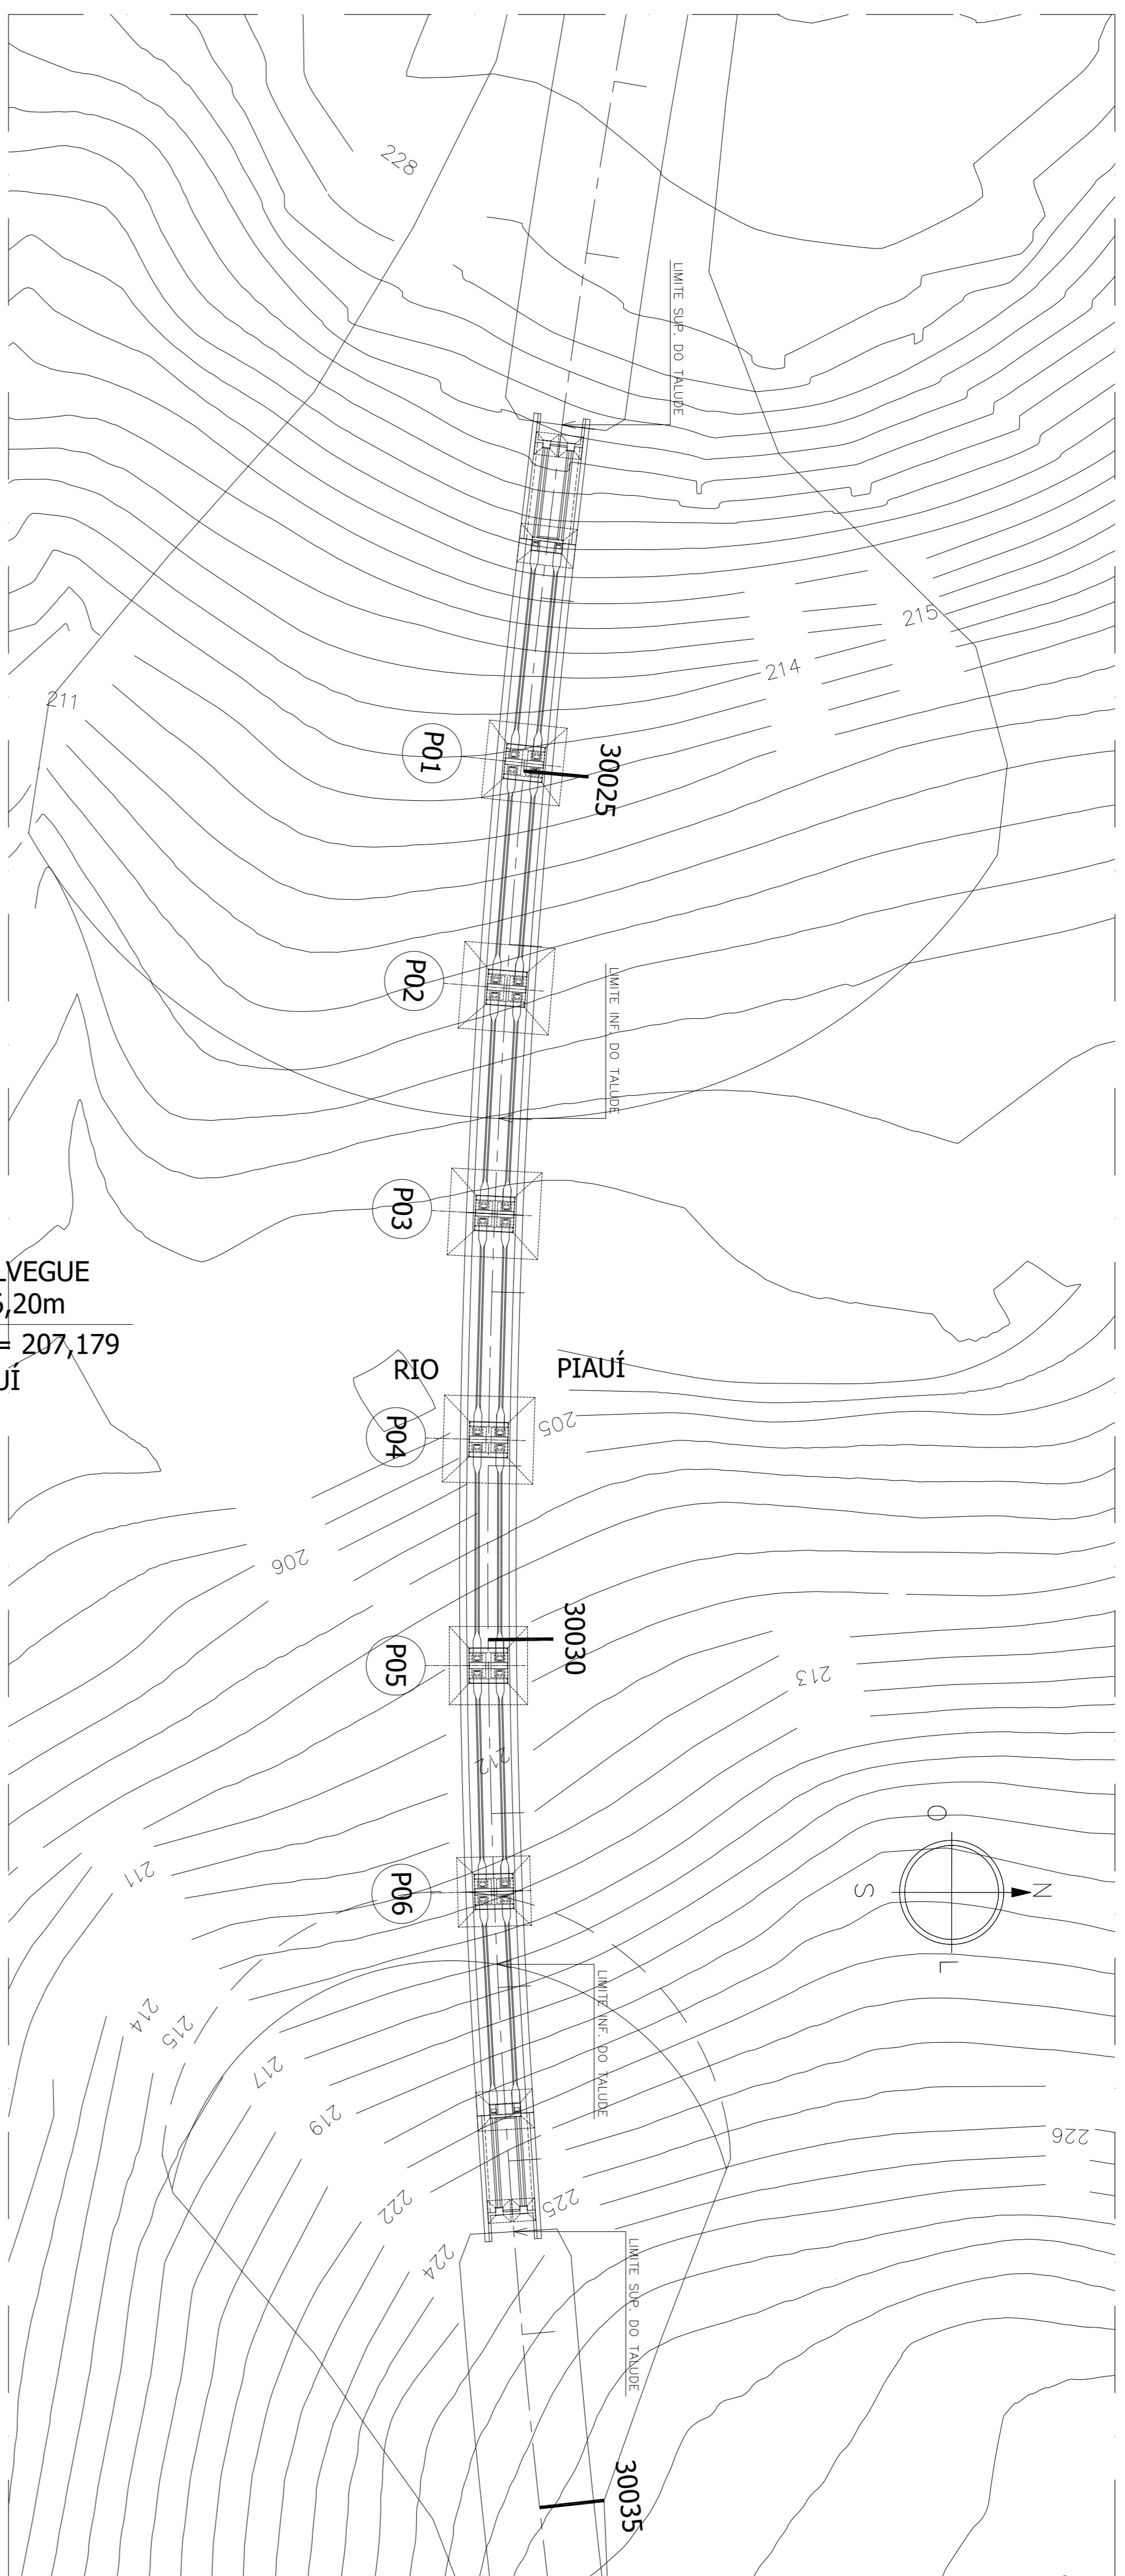 228
LIMITE SUP. DO TALUDE
215
214
211
P01
30025
P02
LIMITE INF. DO TALUDE
P03
LVEGUE
,20m
= 207,179
UÍ
RIO PIAUÍ
P04
205
206
30030
P05
213
212
O
N
S
L
211
P06
214
215
LIMITE INF. DO TALUDE
217
219
226
222
225
224
LIMITE SUP. DO TALUDE
30035